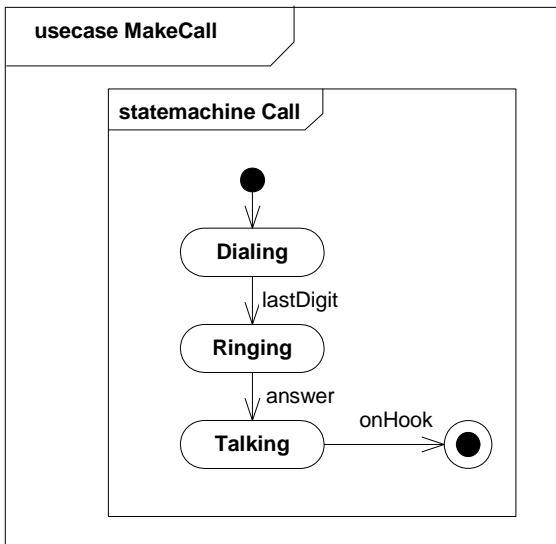 usecase MakeCall
statemachine Call
Dialing
lastDigit
Ringing
answer
onHook
Talking